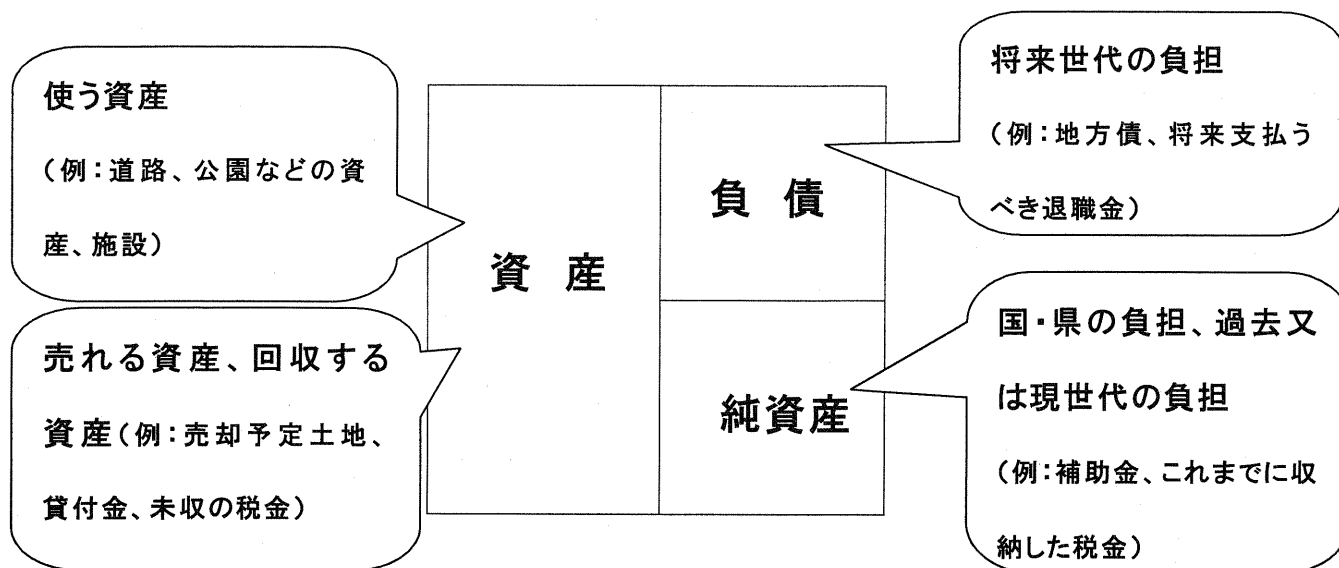 使う資産
（例：道路、公園などの資
産、施設）
売れる資産、回収する
資産（例：売却予定土地、
貸付金、未収の税金）
資 産
負 債
純資産
将来世代の負担
（例：地方債、将来支払う
べき退職金）
国・県の負担、過去又
は現世代の負担
（例：補助金、これまでに収
納した税金）